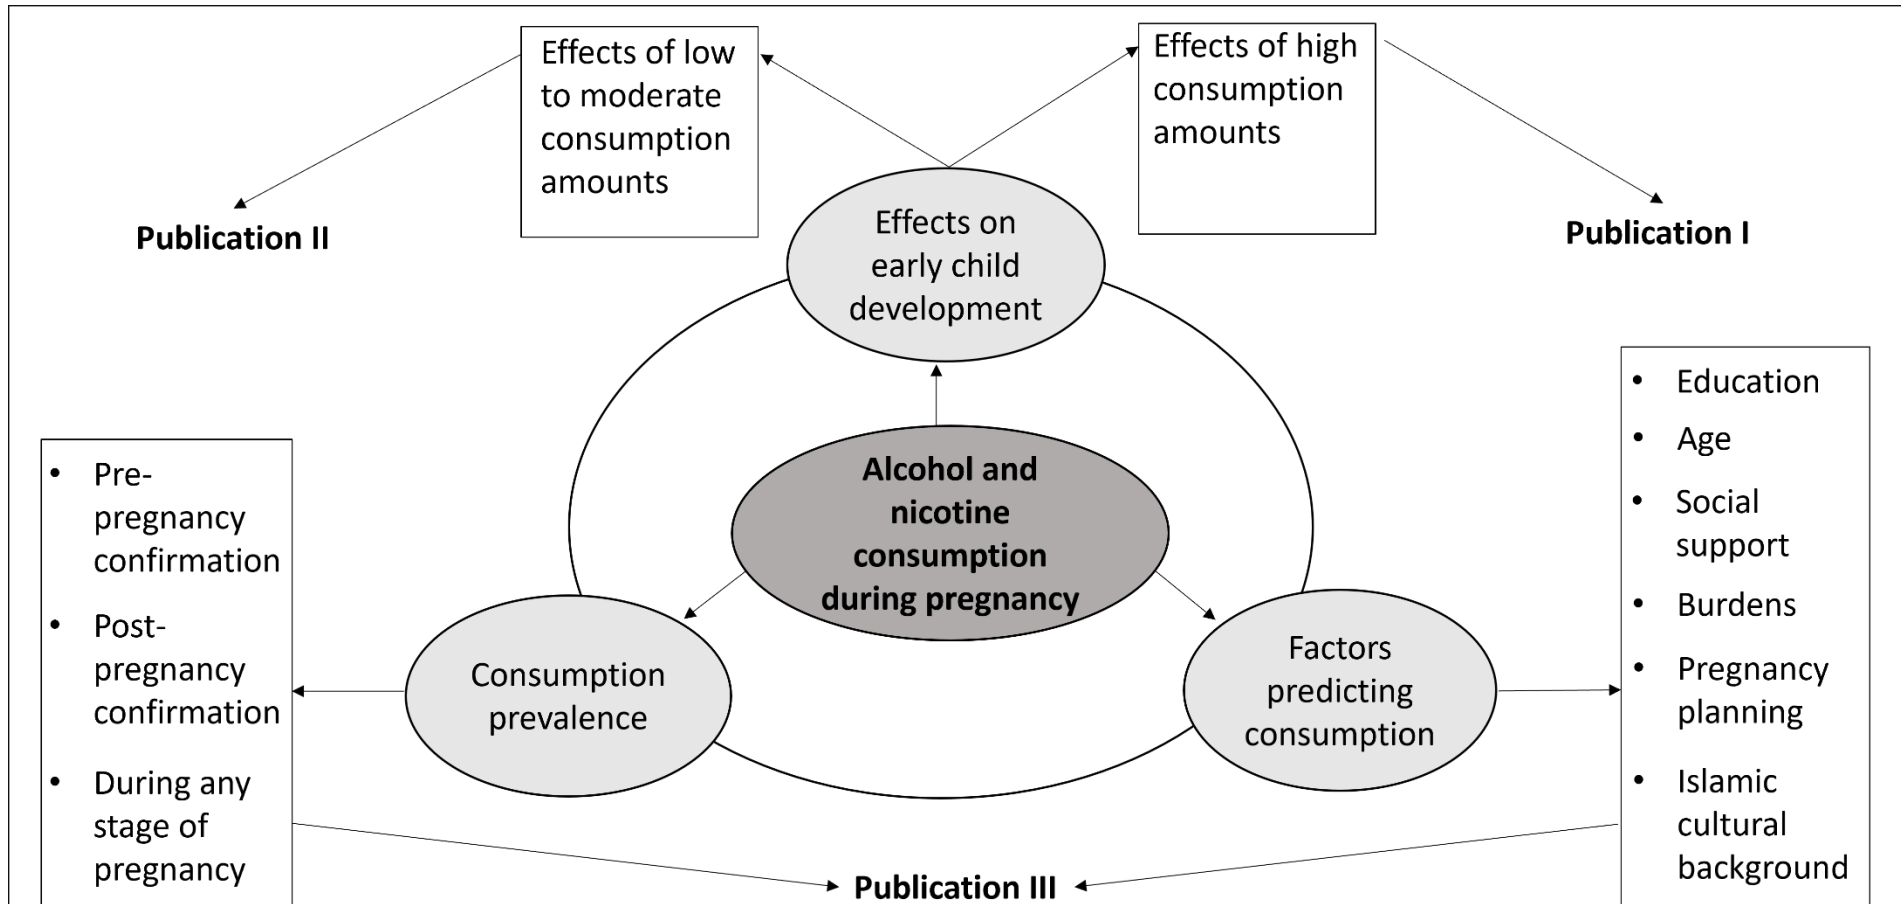 Effects of low
to moderate
consumption
amounts
Effects of high
consumption
amounts
Publication II
Publication I
Effects on
early child
development
Alcohol and
nicotine
consumption
during pregnancy
Consumption
prevalence
Factors
predicting
consumption
• Pre-
pregnancy
confirmation
• Post-
pregnancy
confirmation
• During any
stage of
pregnancy
• Education
• Age
• Social
support
• Burdens
• Pregnancy
planning
• Islamic
cultural
background
Publication III